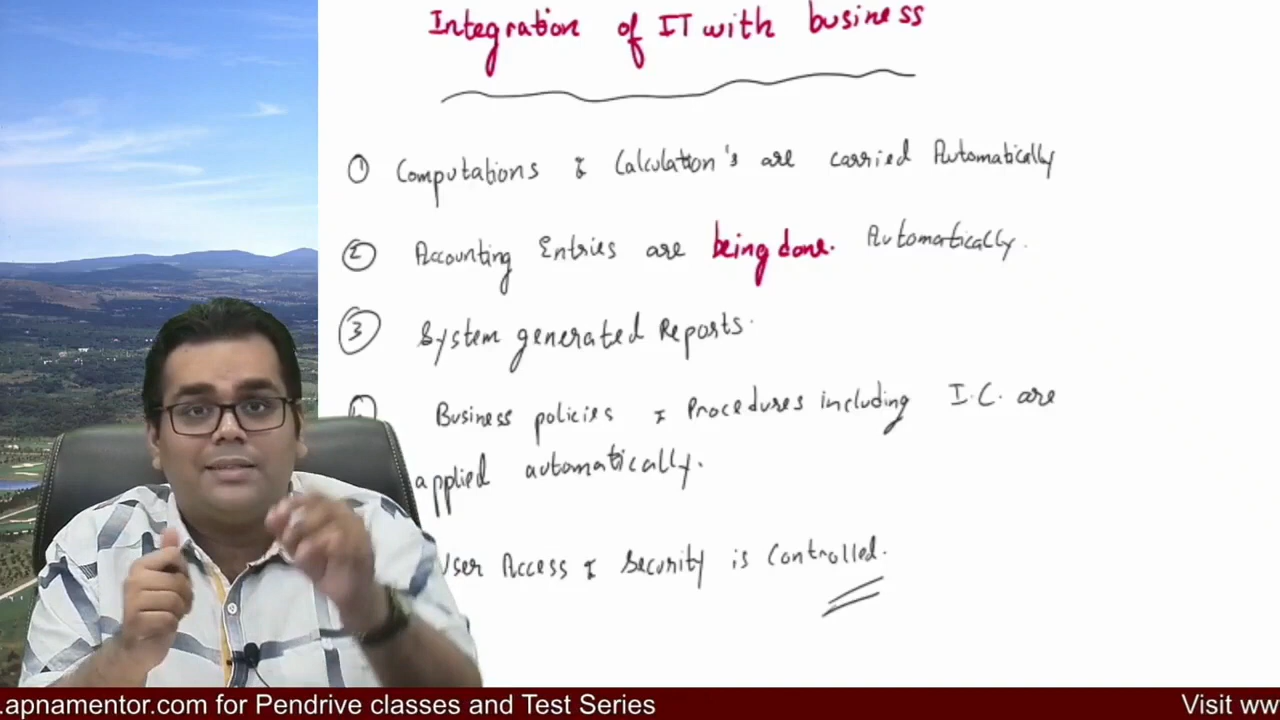 Integration of IT with business
① Computations & Calculation's are carried Automatically
② Accounting Entries are being done. Automatically.
③ System generated Reports.
Business policies & Procedures including I.C. are
applied automatically.
User Access & Security is Controlled.
.apnamentor.com for Pendrive classes and Test Series
Visit ww